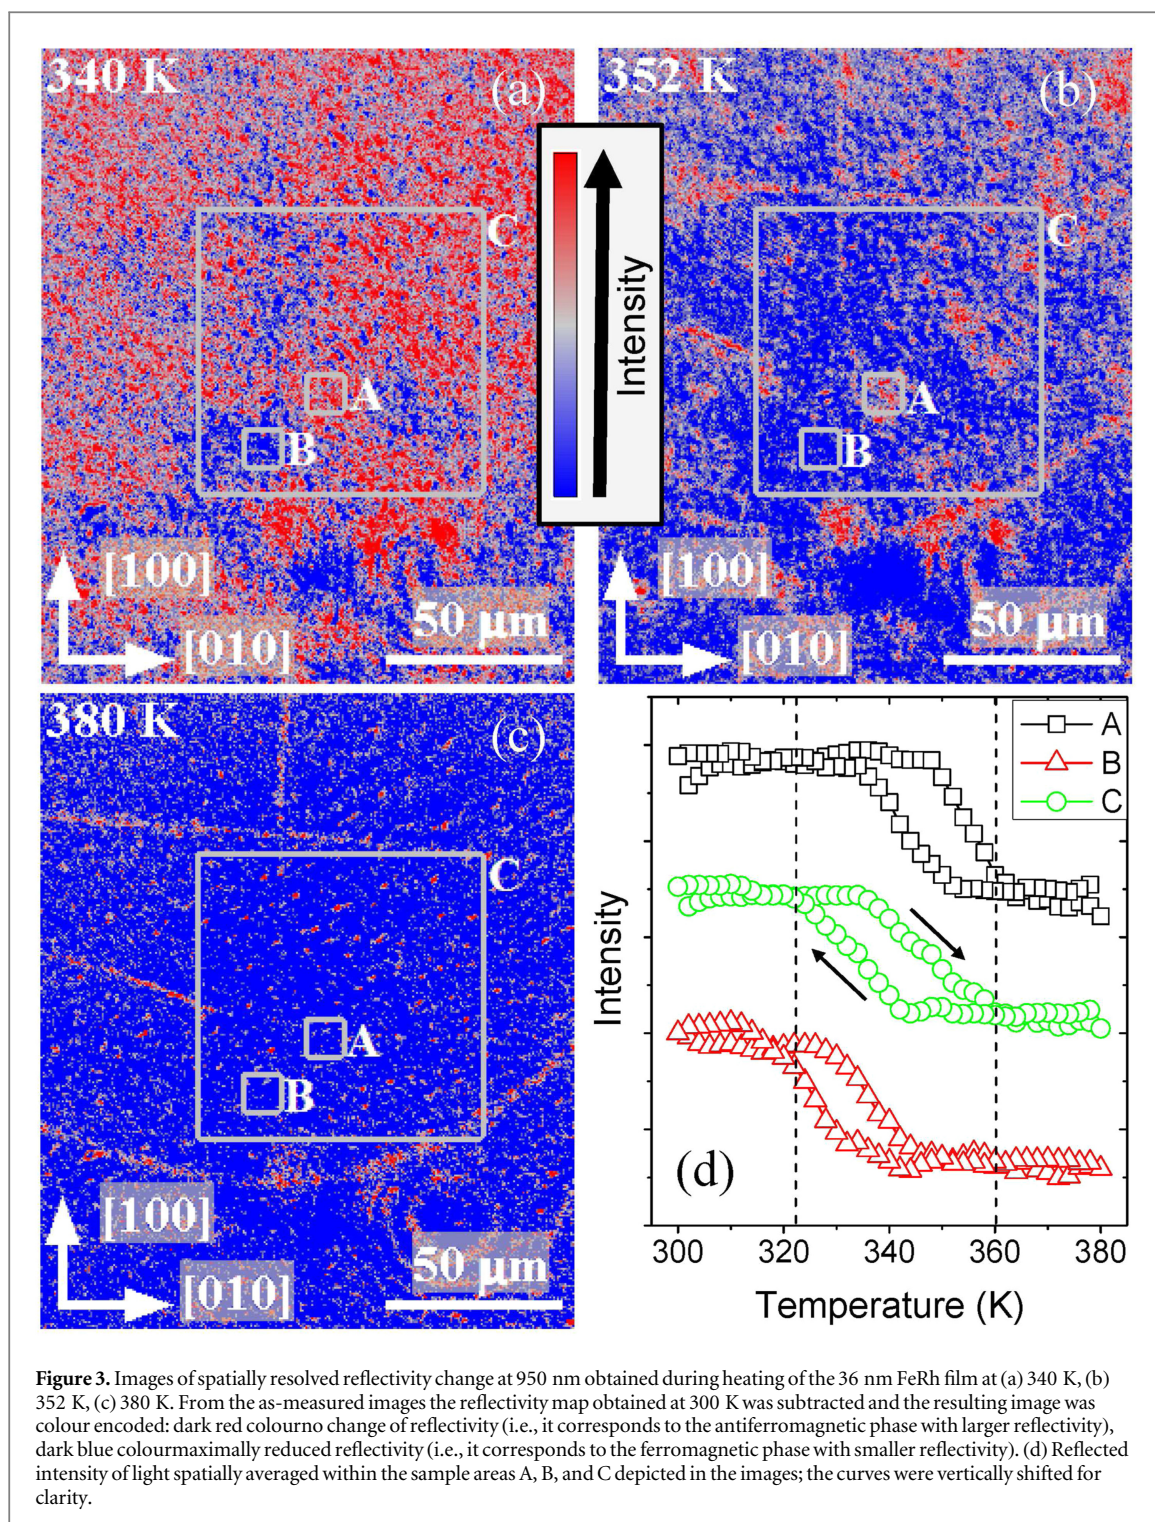 340 K
(a)
C
A
B
[100]
[010]
50 μm
352 K
(b)
C
A
B
[100]
[010]
50 μm
Intensity
380 K
(c)
C
A
B
[100]
[010]
50 μm
A
B
C
Intensity
(d)
300 320 340 360 380
Temperature (K)
Figure 3. Images of spatially resolved reflectivity change at 950 nm obtained during heating of the 36 nm FeRh film at (a) 340 K, (b)
352 K, (c) 380 K. From the as-measured images the reflectivity map obtained at 300 K was subtracted and the resulting image was
colour encoded: dark red colourno change of reflectivity (i.e., it corresponds to the antiferromagnetic phase with larger reflectivity),
dark blue colourmaximally reduced reflectivity (i.e., it corresponds to the ferromagnetic phase with smaller reflectivity). (d) Reflected
intensity of light spatially averaged within the sample areas A, B, and C depicted in the images; the curves were vertically shifted for
clarity.